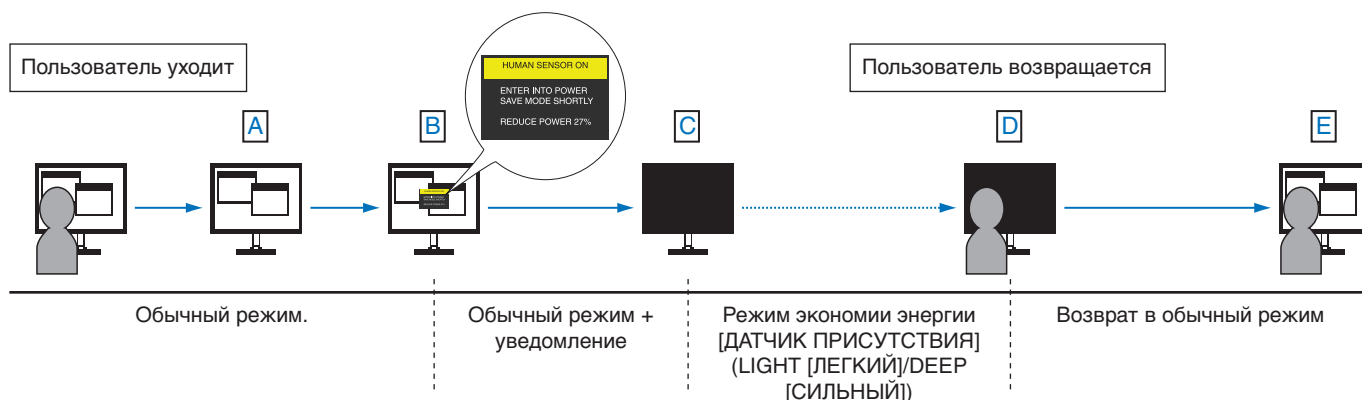 Пользователь уходит
HUMAN SENSOR ON
ENTER INTO POWER
SAVE MODE SHORTLY
REDUCE POWER 27%
Пользователь возвращается
A
B
C
D
E
Обычный режим.
Обычный режим +
уведомление
Режим экономии энергии
[ДАТЧИК ПРИСУТСТВИЯ]
(LIGHT [ЛЕГКИЙ]/DEEP
[СИЛЬНЫЙ])
Возврат в обычный режим